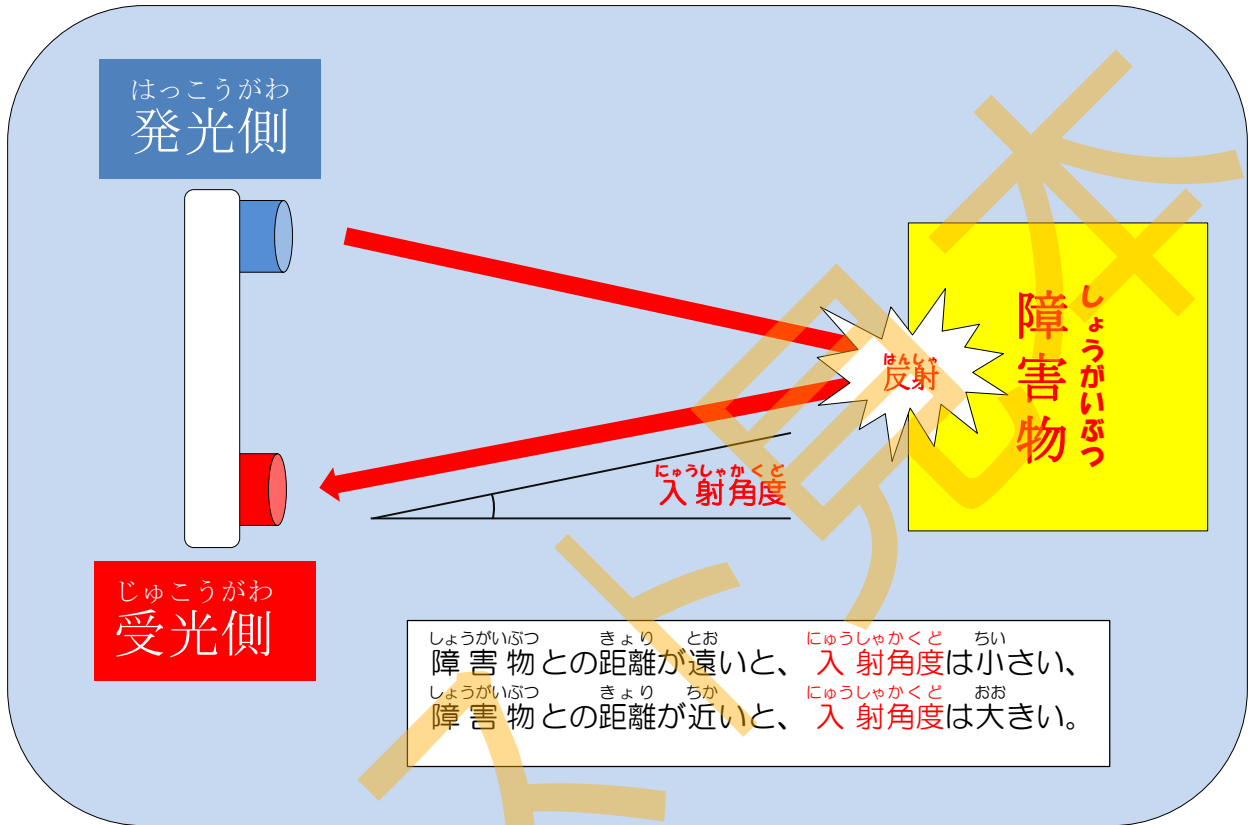 はっこうがわ
発光側
はんしゃ
反射
しょうがいぶつ
障害物
にゅうしゃかくど
入射角度
じゅこうがわ
受光側
しょうがいぶつ きょり とお にゅうしゃかくど ちい
障害物との距離が遠いと、入射角度は小さい、
しょうがいぶつ きょり ちか にゅうしゃかくど おお
障害物との距離が近いと、入射角度は大きい。
スト見本